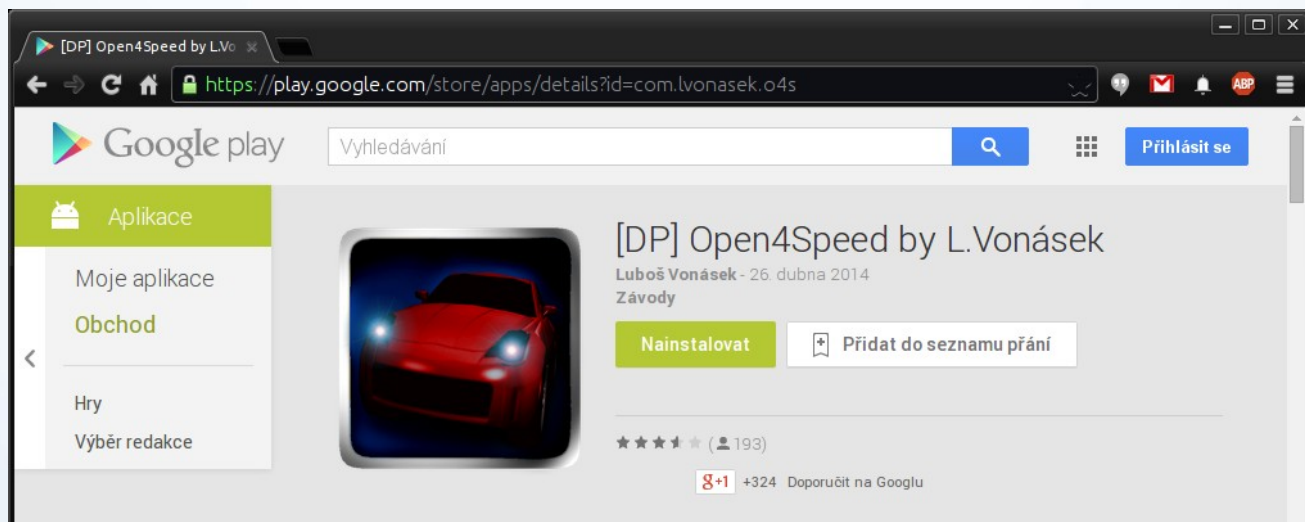 [DP] Open4Speed by L.Vo
https://play.google.com/store/apps/details?id=com.lvonasek.o4s
ABP
Google play
Vyhledávání
Přihlásit se
Aplikace
Moje aplikace
Obchod
Hry
Výběr redakce
[DP] Open4Speed by L.Vonásek
Luboš Vonásek - 26. dubna 2014
Závody
Nainstalovat
Přidat do seznamu přání
(193)
g+1 +324 Doporučit na Googlu